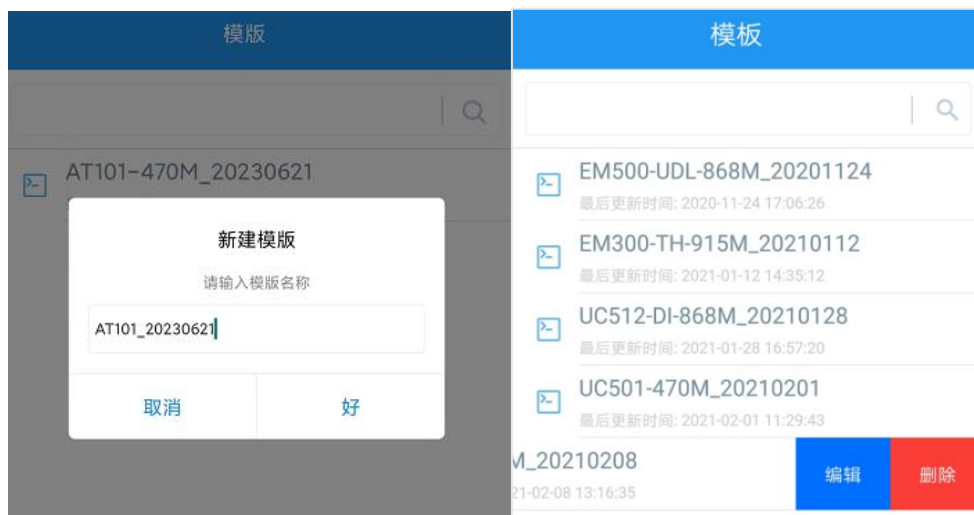 模版
AT101-470M_20230621
新建模版
请输入模版名称
AT101_20230621
取消
好
模板
EM500-UDL-868M_20201124
最后更新时间: 2020-11-24 17:06:26
EM300-TH-915M_20210112
最后更新时间: 2021-01-12 14:35:12
UC512-DI-868M_20210128
最后更新时间: 2021-01-28 16:57:20
UC501-470M_20210201
最后更新时间: 2021-02-01 11:29:43
M_20210208
21-02-08 13:16:35
编辑
删除